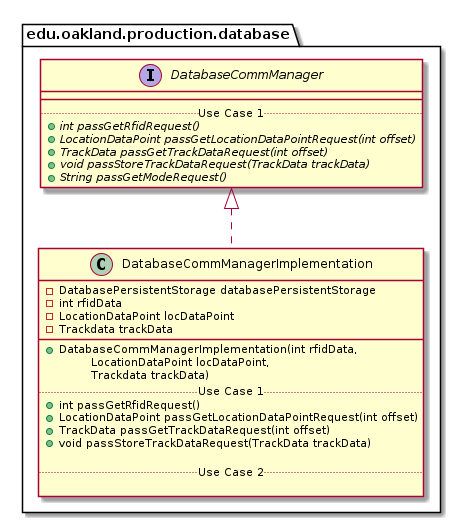 edu.oakland.production.database
I DatabaseCommManager
Use Case 1
int passGetRfidRequest()
LocationDataPoint passGetLocationDataPointRequest(int offset)
TrackData passGetTrackDataRequest(int offset)
void passStoreTrackDataRequest(TrackData trackData)
String passGetModeRequest()
C DatabaseCommManagerImplementation
DatabasePersistentStorage databasePersistentStorage
int rfidData
LocationDataPoint locDataPoint
Trackdata trackData
DatabaseCommManagerImplementation(int rfidData,
LocationDataPoint locDataPoint,
Trackdata trackData)
Use Case 1
int passGetRfidRequest()
LocationDataPoint passGetLocationDataPointRequest(int offset)
TrackData passGetTrackDataRequest(int offset)
void passStoreTrackDataRequest(TrackData trackData)
Use Case 2